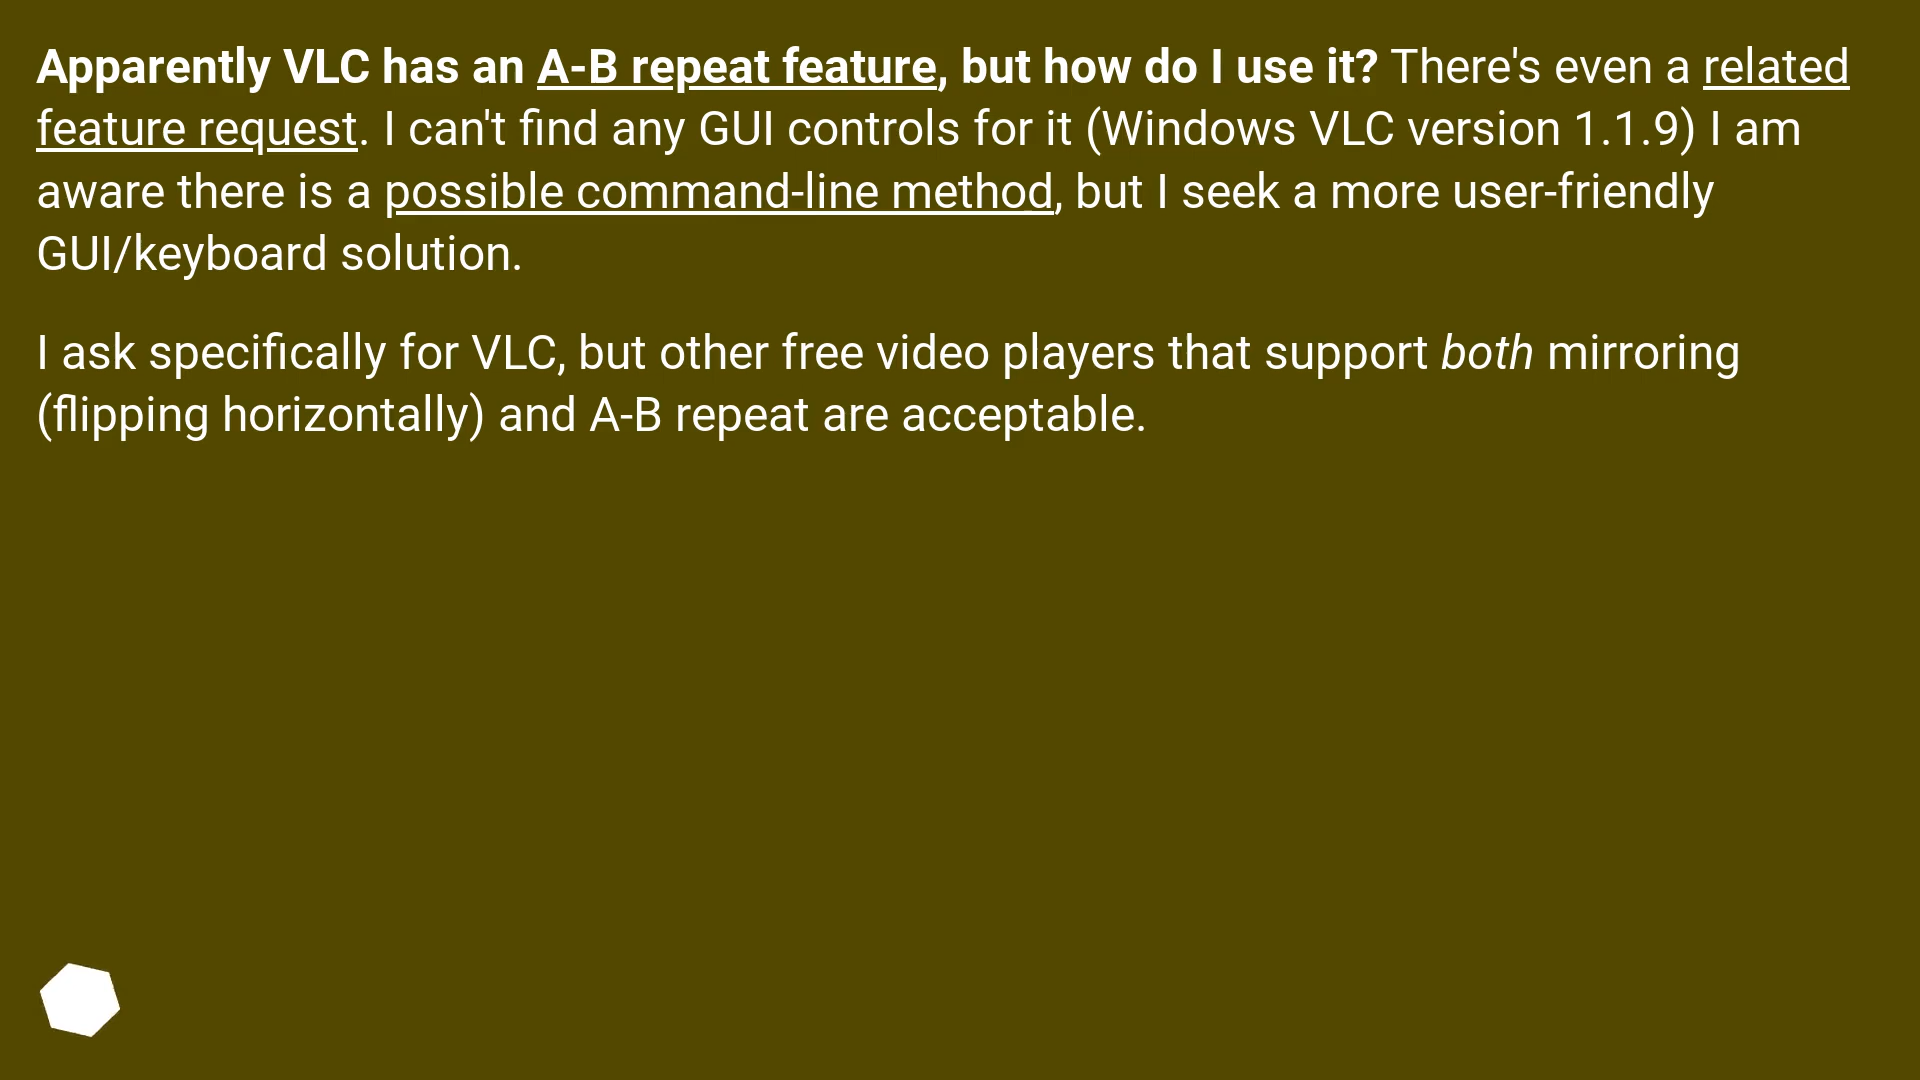 Apparently VLC has an A-B repeat feature, but how do I use it? There's even a related
feature request. I can't find any GUI controls for it (Windows VLC version 1.1.9) I am
aware there is a possible command-line method, but I seek a more user-friendly
GUI/keyboard solution.
I ask specifically for VLC, but other free video players that support both mirroring
(flipping horizontally) and A-B repeat are acceptable.